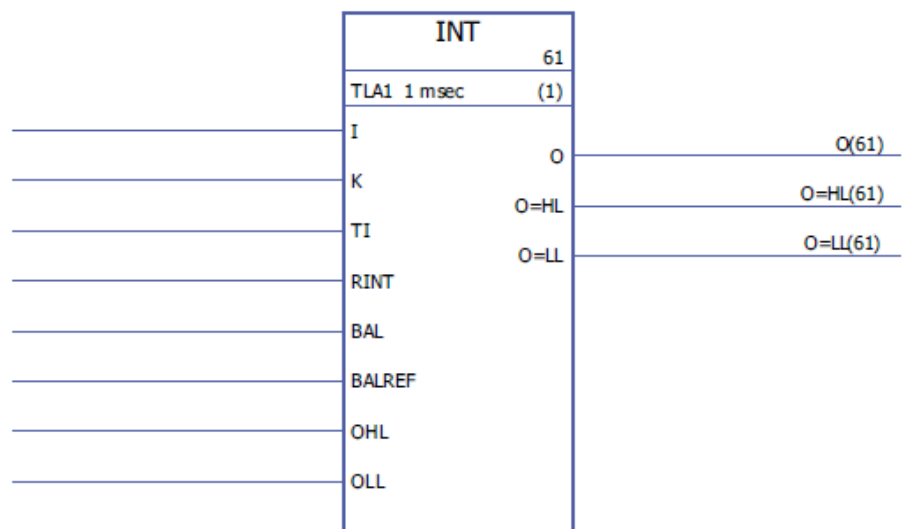 INT
61
TLA1 1 msec (1)
I
O O(61)
K
O=HL O=HL(61)
TI
O=LL O=LL(61)
RINT
BAL
BALREF
OHL
OLL